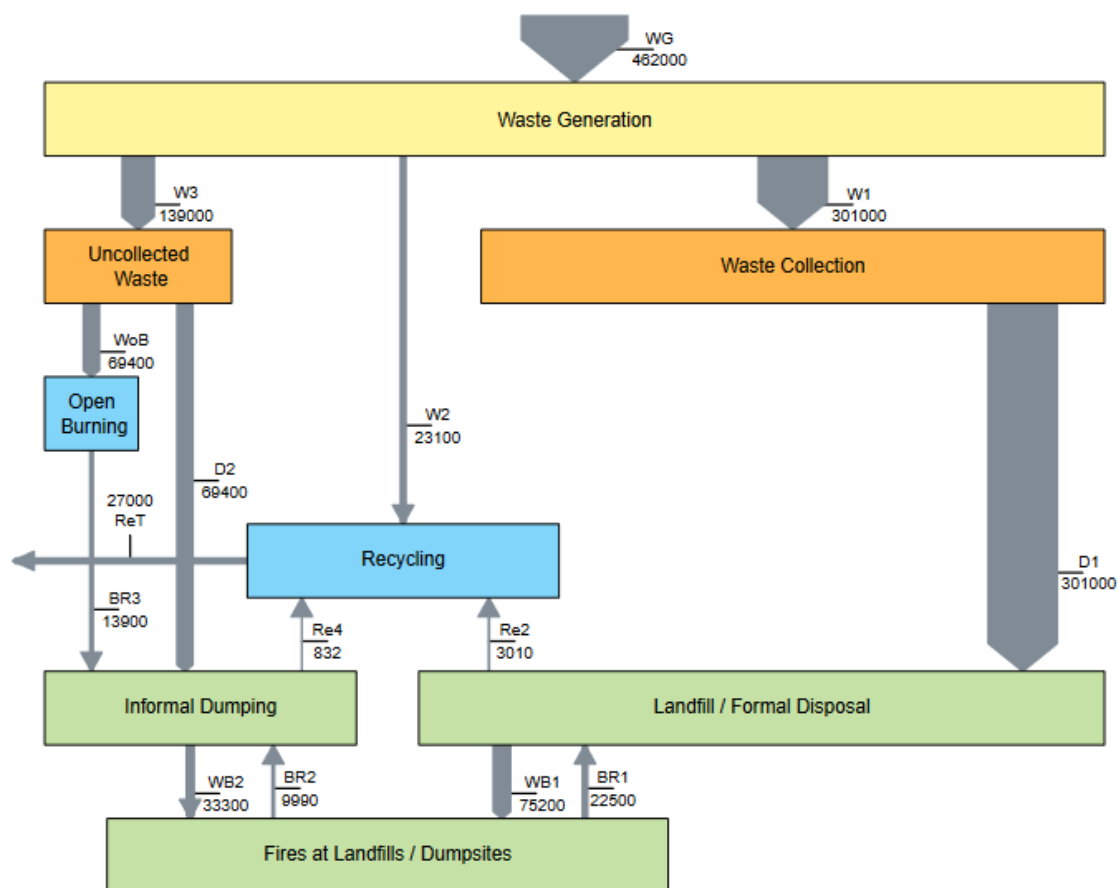 WG
462000
Waste Generation
W3
139000
W1
301000
Uncollected
Waste
Waste Collection
WoB
69400
Open
Burning
W2
23100
D2
69400
27000
ReT
Recycling
D1
301000
BR3
13900
Re4
832
Re2
3010
Informal Dumping
Landfill / Formal Disposal
WB2
33300
BR2
9990
WB1
75200
BR1
22500
Fires at Landfills / Dumpsites